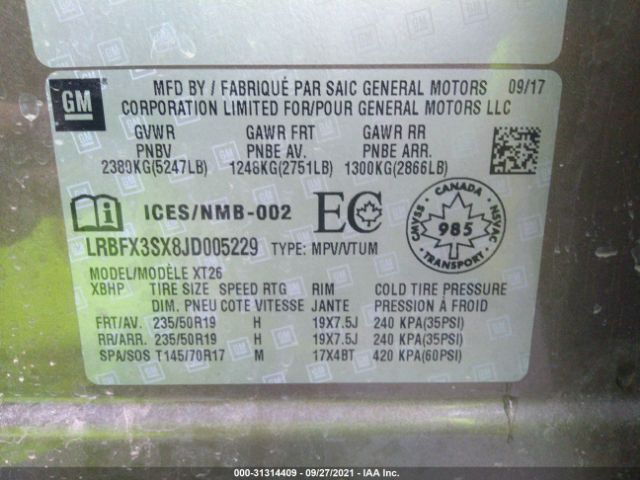 GM
MFD BY / FABRIQUÉ PAR SAIC GENERAL MOTORS 09/17
CORPORATION LIMITED FOR/POUR GENERAL MOTORS LLC
GVWR GAWR FRT GAWR RR
PNBV PNBE AV. PNBE ARR.
2380KG(5247LB) 1246KG(2751LB) 1300KG(2866LB)
ICES/NMB-002 EC
CANADA
CMVSS 985 NSVAC
LRBFX3SX8JD005229 TYPE: MPV/VTUM
MODEL/MODÈLE XT26
XBHP TIRE SIZE SPEED RTG RIM COLD TIRE PRESSURE
DIM. PNEU COTE VITESSE JANTE PRESSION À FROID
FRT/AV. 235/50R19 H 19X7.5J 240 KPA(35PSI)
RR/ARR. 235/50R19 H 19X7.5J 240 KPA(35PSI)
SPA/SOS T145/70R17 M 17X4BT 420 KPA(60PSI)
000-31314409 - 09/27/2021 - IAA Inc.